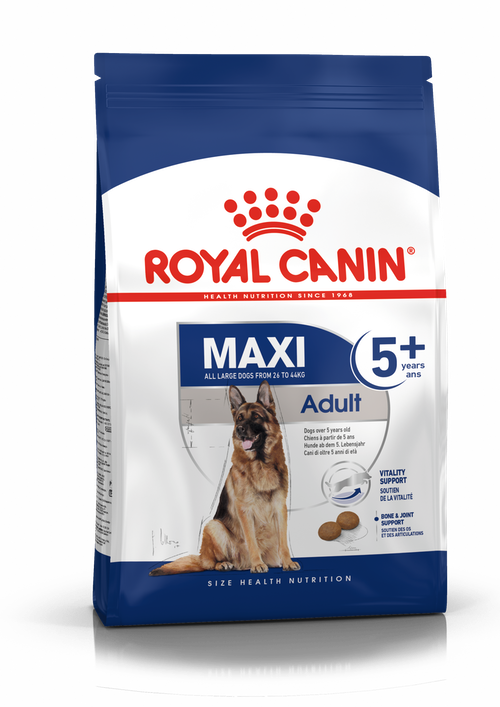 ROYAL CANIN®
HEALTH NUTRITION SINCE 1968
MAXI
ALL LARGE DOGS FROM 26 TO 44KG
5+
years
ans
Adult
Dogs over 5 years old
Chiens à partir de 5 ans
Hunde ab dem 5. Lebensjahr
Cani di oltre 5 anni di età
VITALITY
SUPPORT
SOUTIEN
DE LA VITALITÉ
BONE & JOINT
SUPPORT
SOUTIEN DES OS
ET DES ARTICULATIONS
SIZE HEALTH NUTRITION